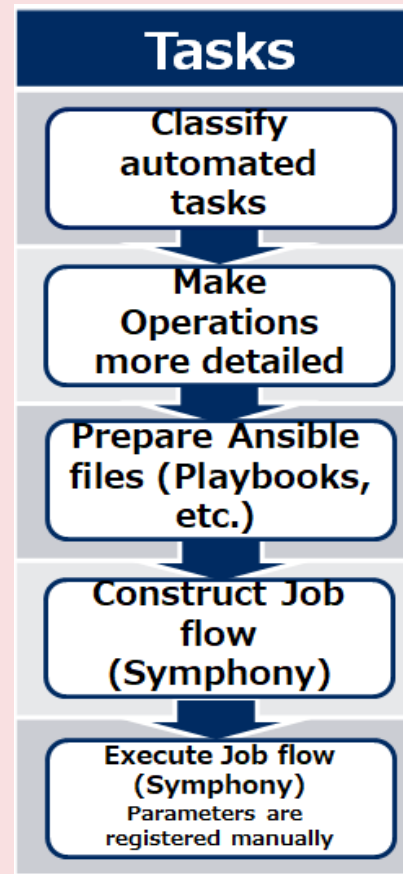 Tasks
Classify
automated
tasks
Make
Operations
more detailed
Prepare Ansible
files (Playbooks,
etc.)
Construct Job
flow
(Symphony)
Execute Job flow
(Symphony)
Parameters are
registered manually